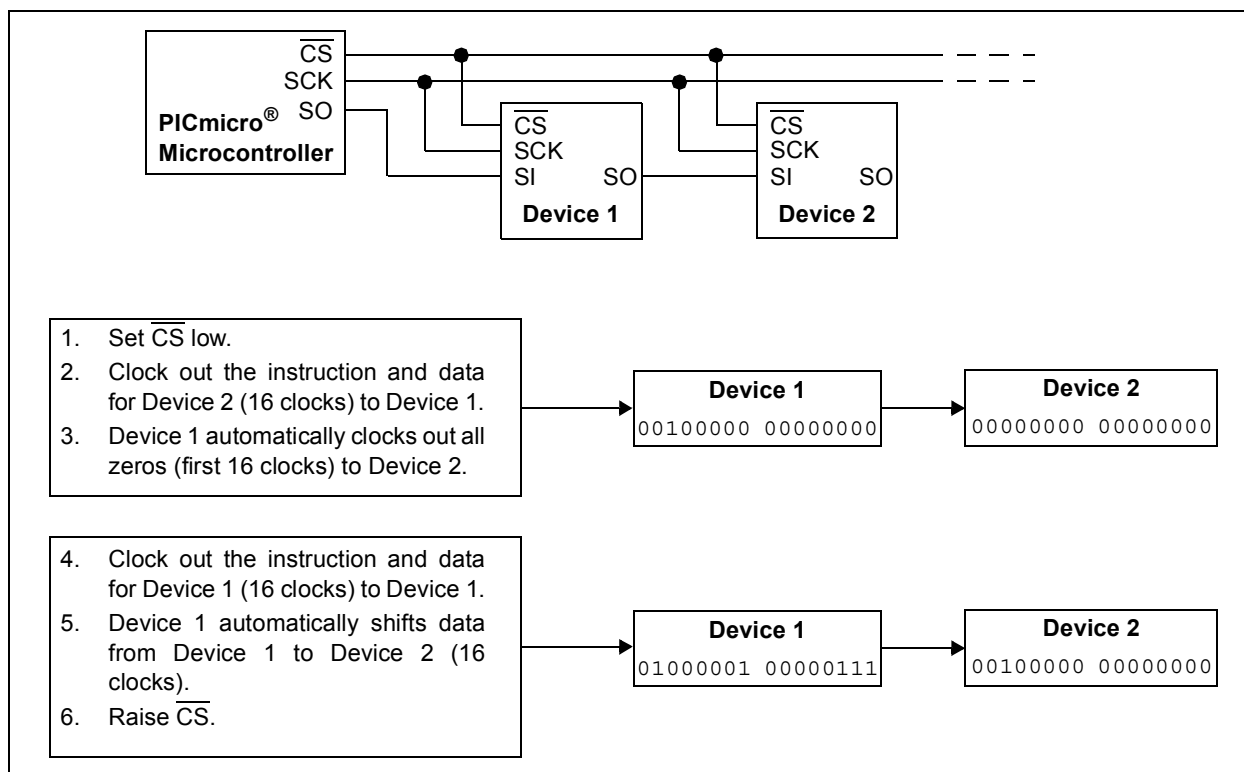 CS
SCK
SO
PICmicro®
Microcontroller
CS
SCK
SI SO
Device 1
CS
SCK
SI SO
Device 2
1. Set CS low.
2. Clock out the instruction and data
for Device 2 (16 clocks) to Device 1.
3. Device 1 automatically clocks out all
zeros (first 16 clocks) to Device 2.
Device 1
00100000 00000000
Device 2
00000000 00000000
4. Clock out the instruction and data
for Device 1 (16 clocks) to Device 1.
5. Device 1 automatically shifts data
from Device 1 to Device 2 (16
clocks).
6. Raise CS.
Device 1
01000001 00000111
Device 2
00100000 00000000